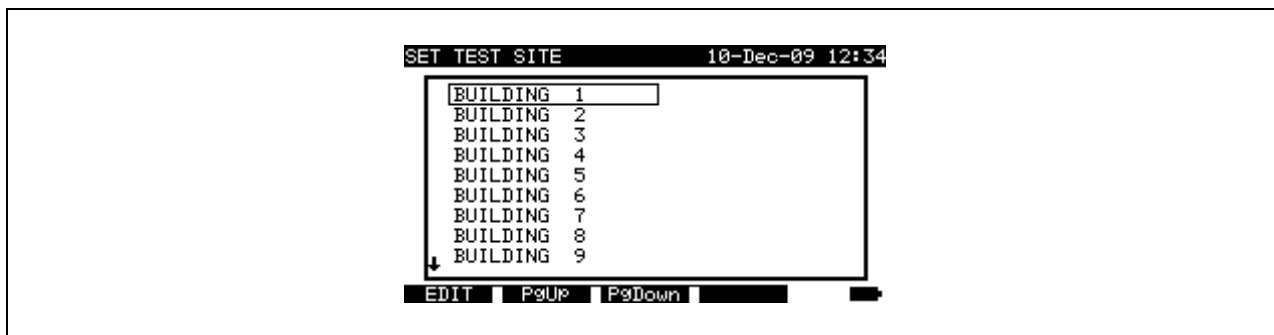 SET TEST SITE 10-Dec-09 12:34
BUILDING 1
BUILDING 2
BUILDING 3
BUILDING 4
BUILDING 5
BUILDING 6
BUILDING 7
BUILDING 8
BUILDING 9
EDIT PgUp PgDown